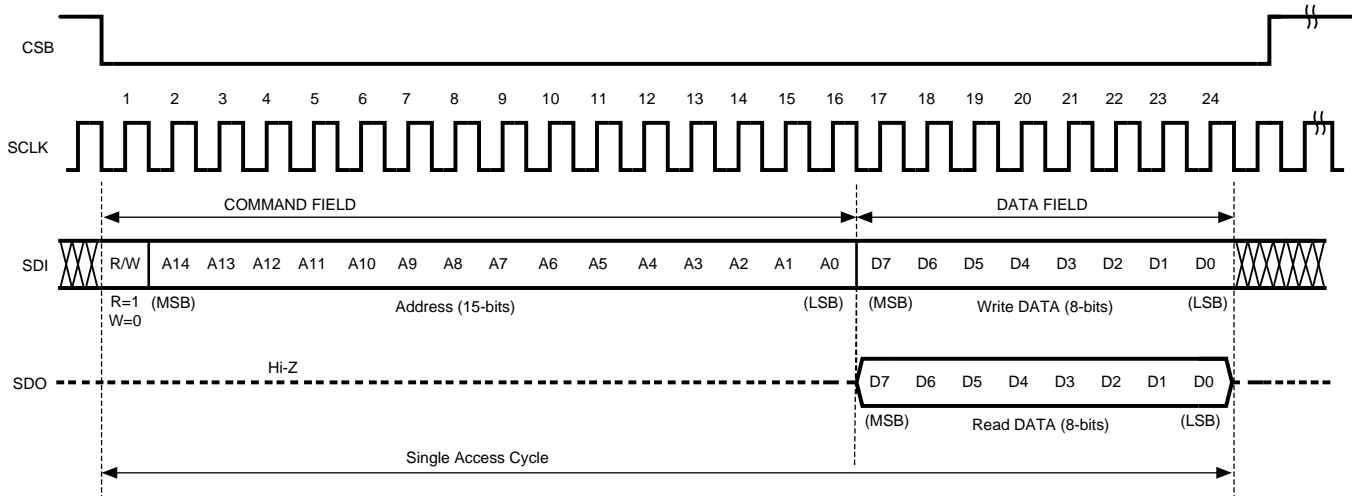 CSB
1 2 3 4 5 6 7 8 9 10 11 12 13 14 15 16 17 18 19 20 21 22 23 24
SCLK
COMMAND FIELD DATA FIELD
SDI R/W A14 A13 A12 A11 A10 A9 A8 A7 A6 A5 A4 A3 A2 A1 A0 D7 D6 D5 D4 D3 D2 D1 D0
R=1 (MSB) Address (15-bits) (LSB) (MSB) Write DATA (8-bits) (LSB)
W=0
Hi-Z
SDO D7 D6 D5 D4 D3 D2 D1 D0
(MSB) Read DATA (8-bits) (LSB)
Single Access Cycle